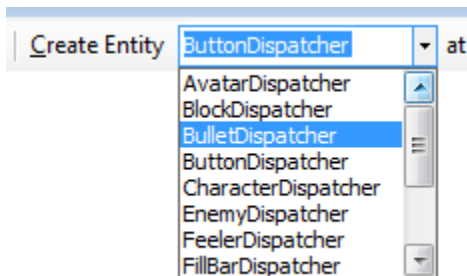 Create Entity ButtonDispatcher at
AvatarDispatcher
BlockDispatcher
BulletDispatcher
ButtonDispatcher
CharacterDispatcher
EnemyDispatcher
FeelerDispatcher
FillBarDispatcher